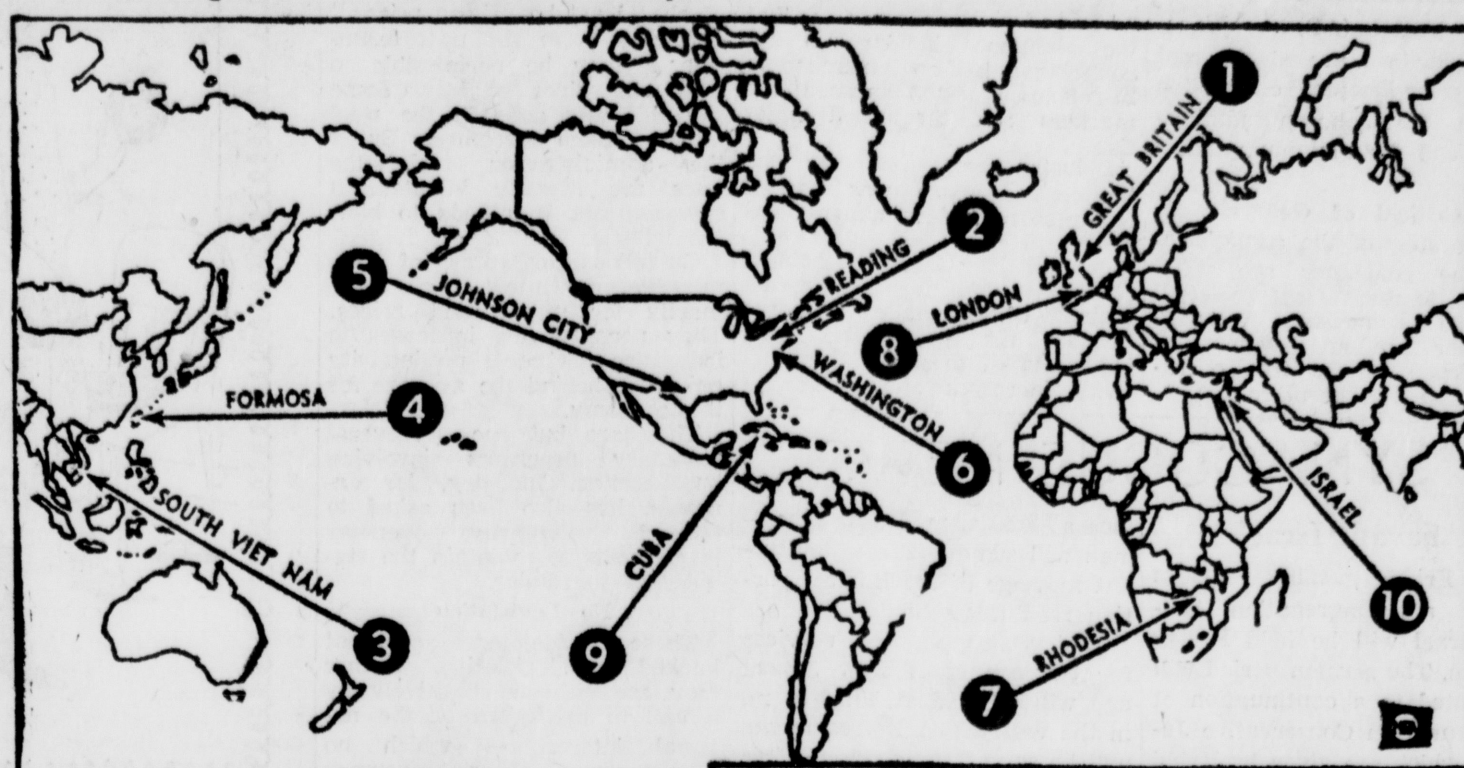 1 GREAT BRITAIN
2 READING
3 SOUTH VIET NAM
4 FORMOSA
5 JOHNSON CITY
6 WASHINGTON
7 RHODESIA
8 LONDON
9 CUBA
10 ISRAEL